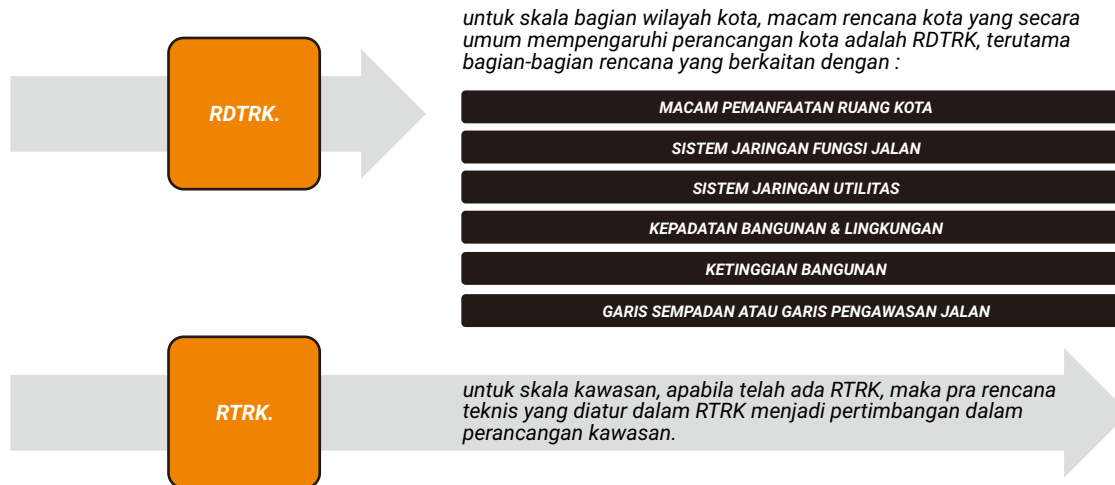 RDTRK.
untuk skala bagian wilayah kota, macam rencana kota yang secara
umum mempengaruhi perancangan kota adalah RDTRK, terutama
bagian-bagian rencana yang berkaitan dengan :
MACAM PEMANFAATAN RUANG KOTA
SISTEM JARINGAN FUNGSI JALAN
SISTEM JARINGAN UTILITAS
KEPADATAN BANGUNAN & LINGKUNGAN
KETINGGIAN BANGUNAN
GARIS SEMPADAN ATAU GARIS PENGAWASAN JALAN
RTRK.
untuk skala kawasan, apabila telah ada RTRK, maka pra rencana
teknis yang diatur dalam RTRK menjadi pertimbangan dalam
perancangan kawasan.